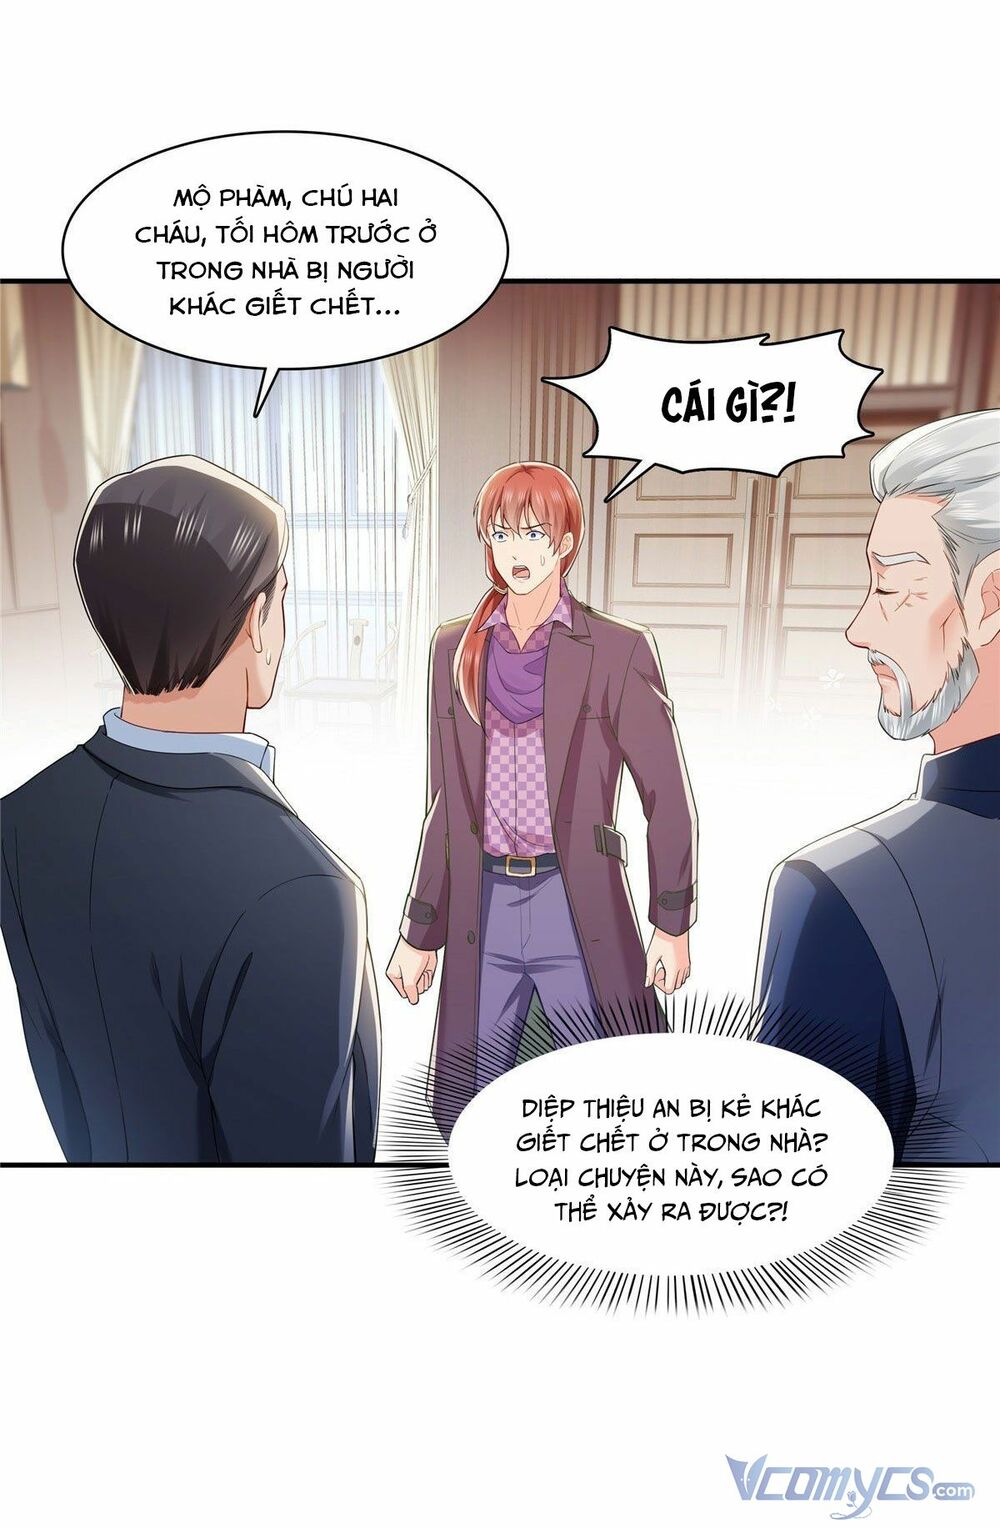 MỘ PHÀM, CHÚ HAI
CHÁU, TỐI HÔM TRƯỚC Ở
TRONG NHÀ BỊ NGƯỜI
KHÁC GIẾT CHẾT...
CÁI GÌ?!
DIỆP THIỆU AN BỊ KẺ KHÁC
GIẾT CHẾT Ở TRONG NHÀ?
LOẠI CHUYỆN NÀY, SAO CÓ
THỂ XẢY RA ĐƯỢC?!
VCOMYCS.com